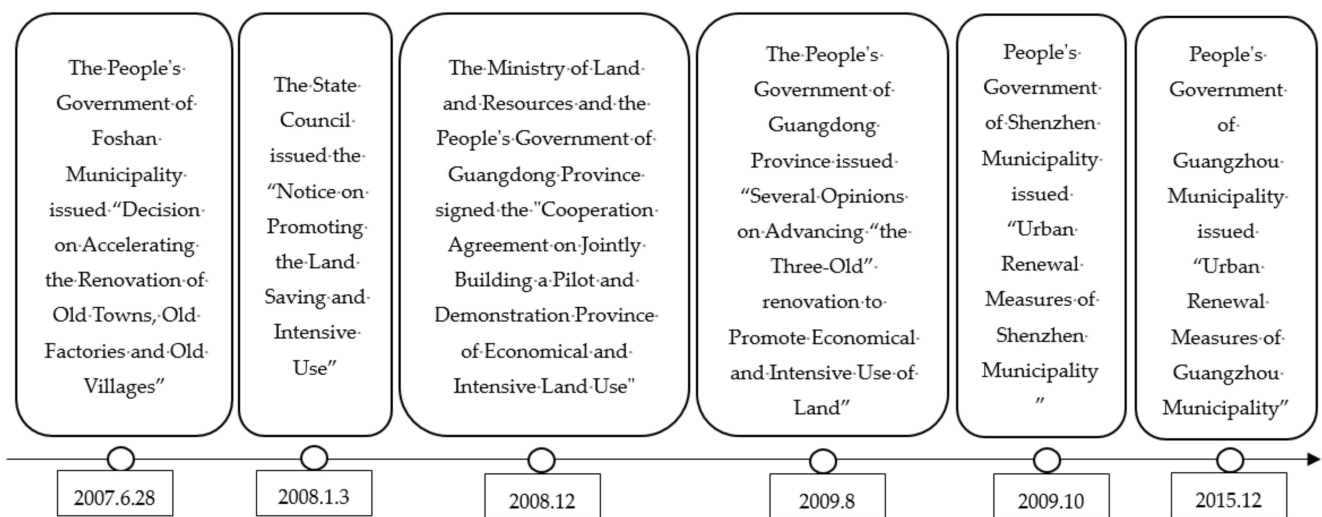 The People's
Government of
Foshan
Municipality
issued “Decision
on Accelerating
the Renovation of
Old Towns, Old
Factories and Old
Villages”
The State
Council
issued the
“Notice on
Promoting
the Land
Saving and
Intensive
Use”
The Ministry of Land
and Resources and the
People's Government of
Guangdong Province
signed the "Cooperation
Agreement on Jointly
Building a Pilot and
Demonstration Province
of Economical and
Intensive Land Use"
The People's
Government of
Guangdong
Province issued
“Several Opinions
on Advancing “the
Three-Old”
renovation to
Promote Economical
and Intensive Use of
Land”
People's
Government
of Shenzhen
Municipality
issued
“Urban
Renewal
Measures of
Shenzhen
Municipality
”
People's
Government
of
Guangzhou
Municipality
issued
“Urban
Renewal
Measures of
Guangzhou
Municipality”
2007.6.28
2008.1.3
2008.12
2009.8
2009.10
2015.12